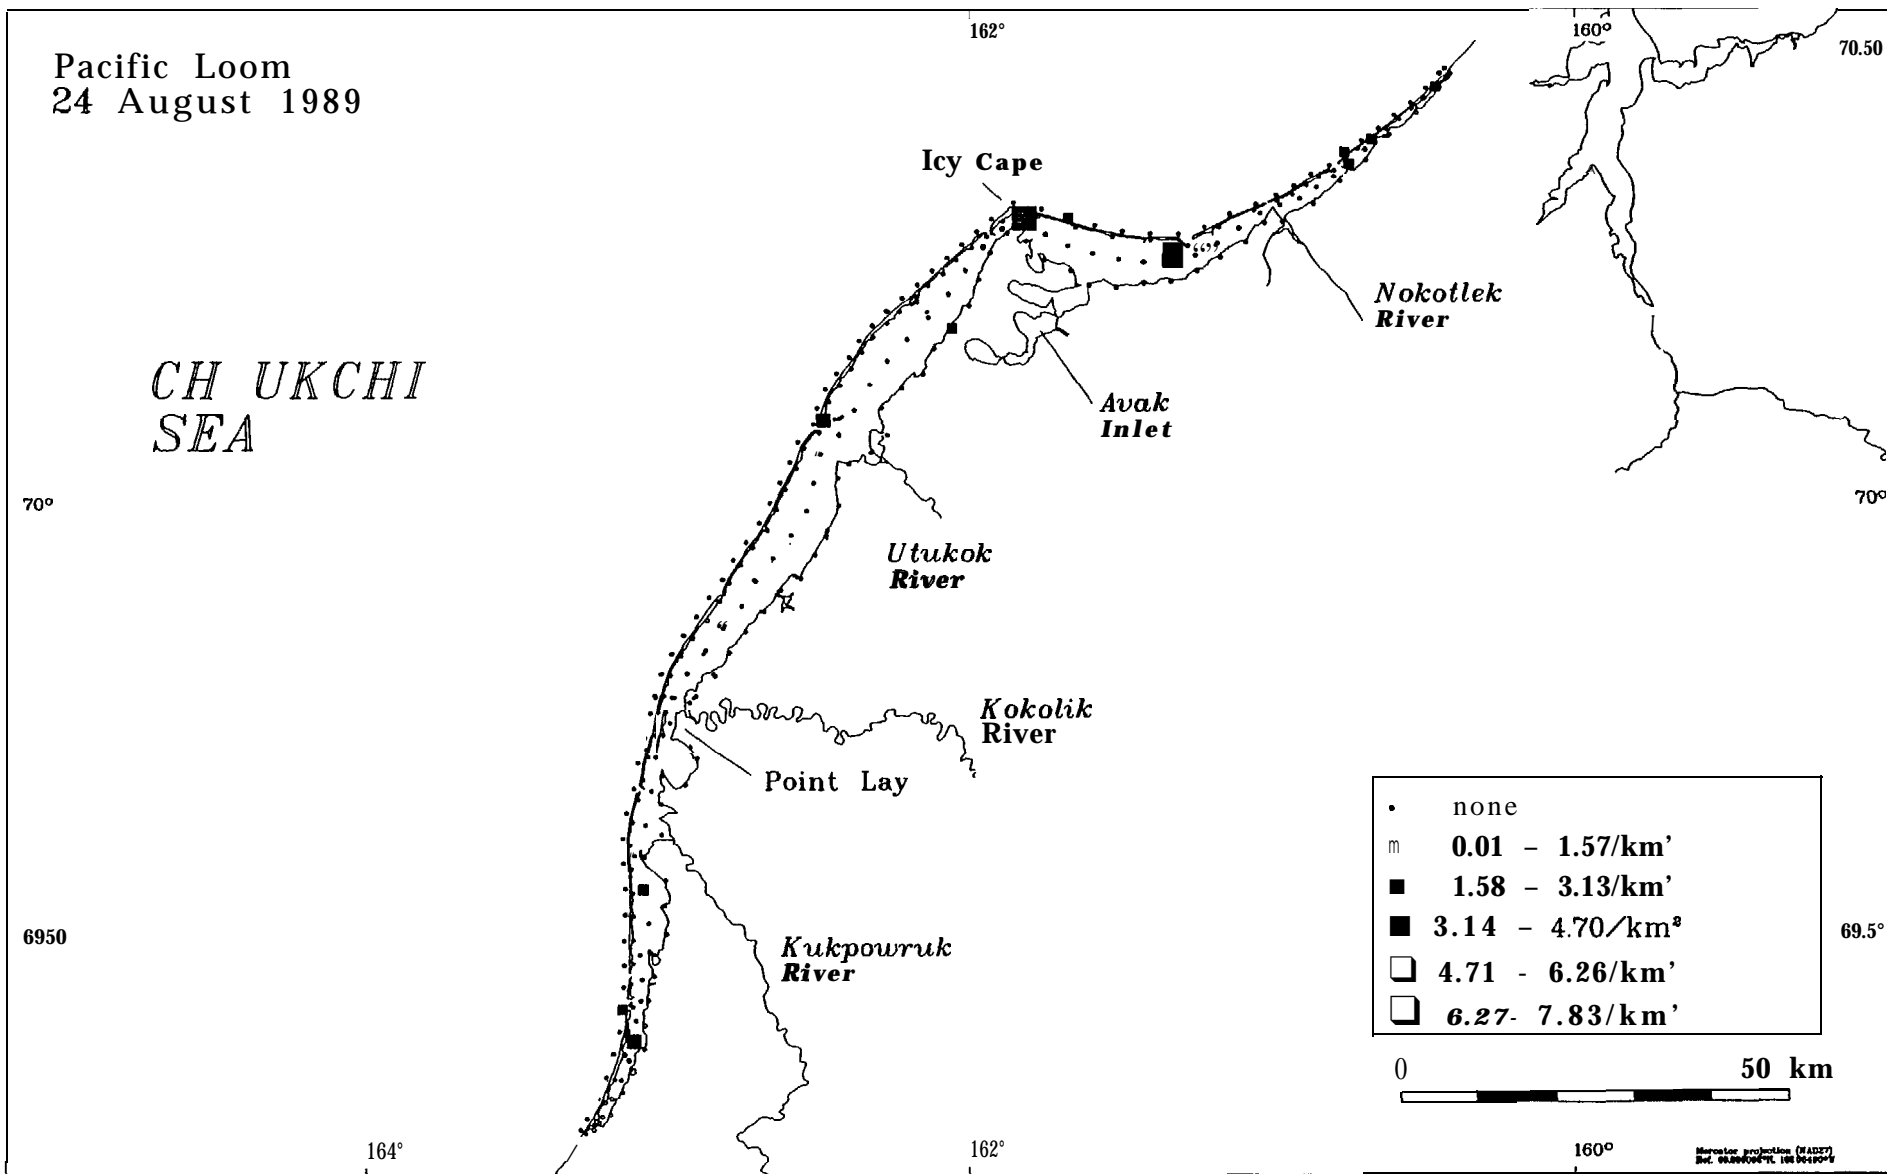 Pacific Loom
24 August 1989
162°
160°
70.50
Icy Cape
Nokotlek
River
CH UKCHI
SEA
Avak
Inlet
70°
70°
Utukok
River
Kokolik
River
Point Lay
none
m 0.01 - 1.57/km'
1.58 - 3.13/km'
3.14 - 4.70/km²
4.71 - 6.26/km'
6.27- 7.83/km'
6950
69.5°
Kukpowruk
River
0 50 km
164°
162°
160°
Mercator projection (NAD27)